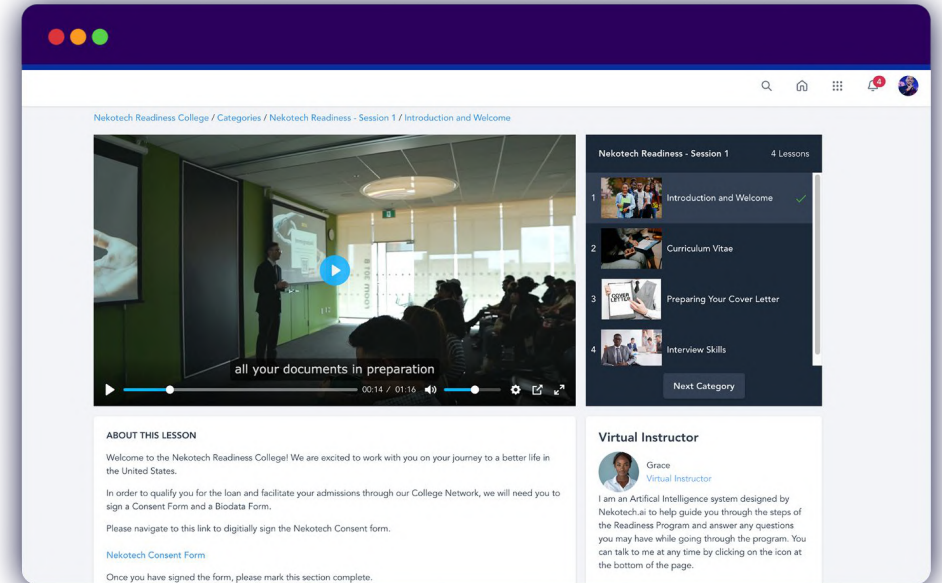 4
Nekotech Readiness College / Categories / Nekotech Readiness - Session 1 / Introduction and Welcome
all your documents in preparation
00:14 / 01:16
Nekotech Readiness - Session 1 4 Lessons
1 Introduction and Welcome
2 Curriculum Vitae
COVER
LETTER
3 Preparing Your Cover Letter
4 Interview Skills
Next Category
ABOUT THIS LESSON
Welcome to the Nekotech Readiness College! We are excited to work with you on your journey to a better life in
the United States.
In order to qualify you for the loan and facilitate your admissions through our College Network, we will need you to
sign a Consent Form and a Biodata Form.
Please navigate to this link to digitially sign the Nekotech Consent form.
Nekotech Consent Form
Once you have signed the form, please mark this section complete.
Virtual Instructor
Grace
Virtual Instructor
I am an Artifical Intelligence system designed by
Nekotech.ai to help guide you through the steps of
the Readiness Program and answer any questions
you may have while going through the program. You
can talk to me at any time by clicking on the icon at
the bottom of the page.